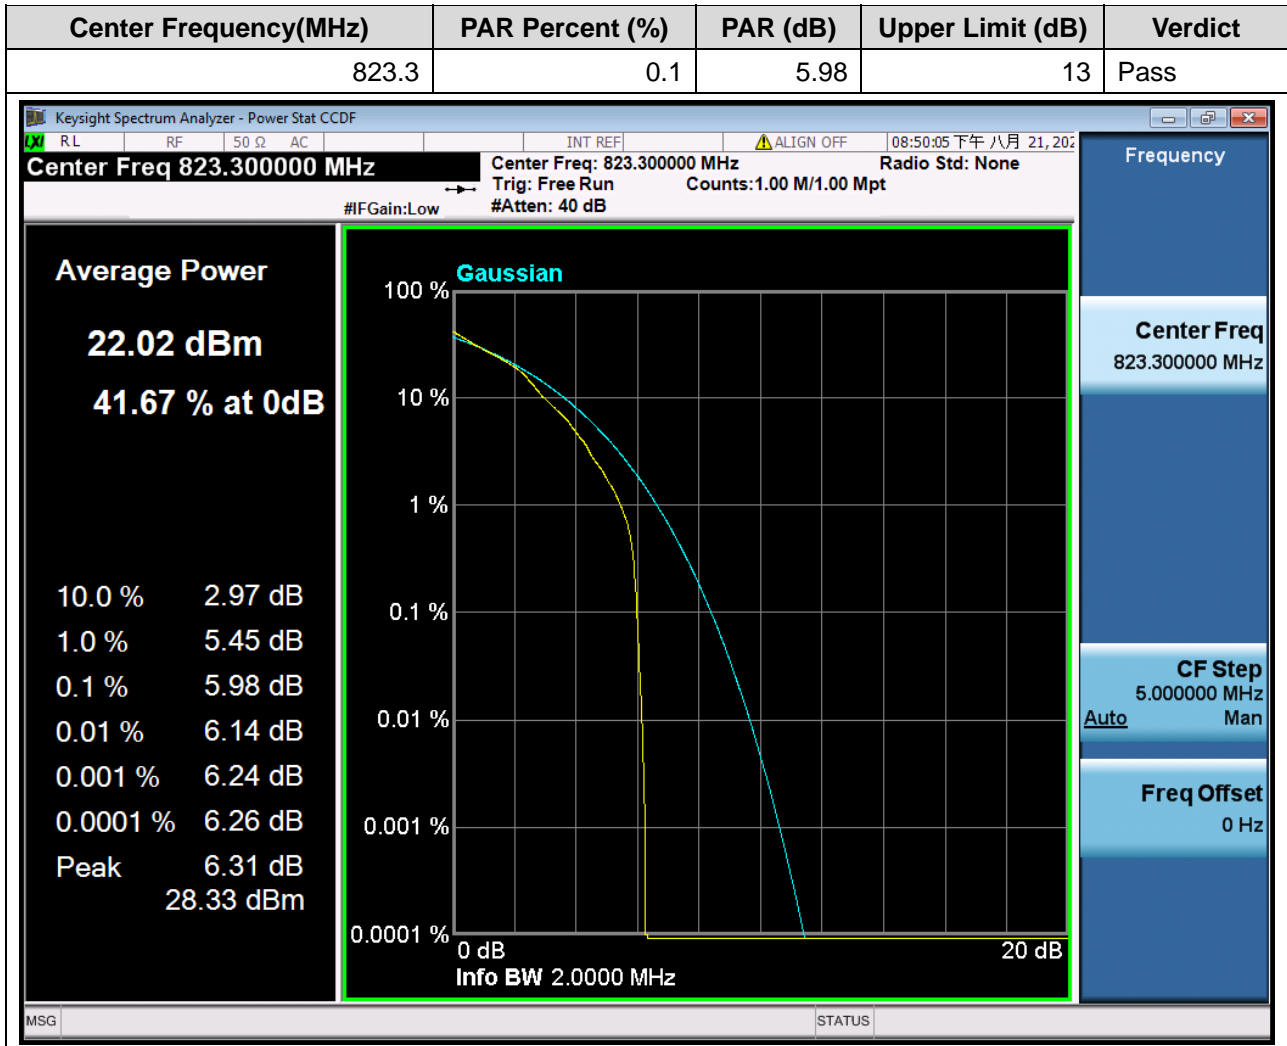 Center Frequency(MHz) PAR Percent (%) PAR (dB) Upper Limit (dB) Verdict
823.3 0.1 5.98 13 Pass
Keysight Spectrum Analyzer - Power Stat CCDF
LXI RL RF 50 Ω AC INT REF ALIGN OFF 08:50:05 下午 八月 21, 202
Center Freq 823.300000 MHz
Center Freq: 823.300000 MHz Radio Std: None
Trig: Free Run Counts:1.00 M/1.00 Mpt
#IFGain:Low #Atten: 40 dB
Frequency
Average Power
22.02 dBm
41.67 % at 0dB
10.0 % 2.97 dB
1.0 % 5.45 dB
0.1 % 5.98 dB
0.01 % 6.14 dB
0.001 % 6.24 dB
0.0001 % 6.26 dB
Peak 6.31 dB
28.33 dBm
Gaussian
100 %
10 %
1 %
0.1 %
0.01 %
0.001 %
0.0001 %
0 dB 20 dB
Info BW 2.0000 MHz
Center Freq
823.300000 MHz
CF Step
5.000000 MHz
Auto Man
Freq Offset
0 Hz
MSG STATUS